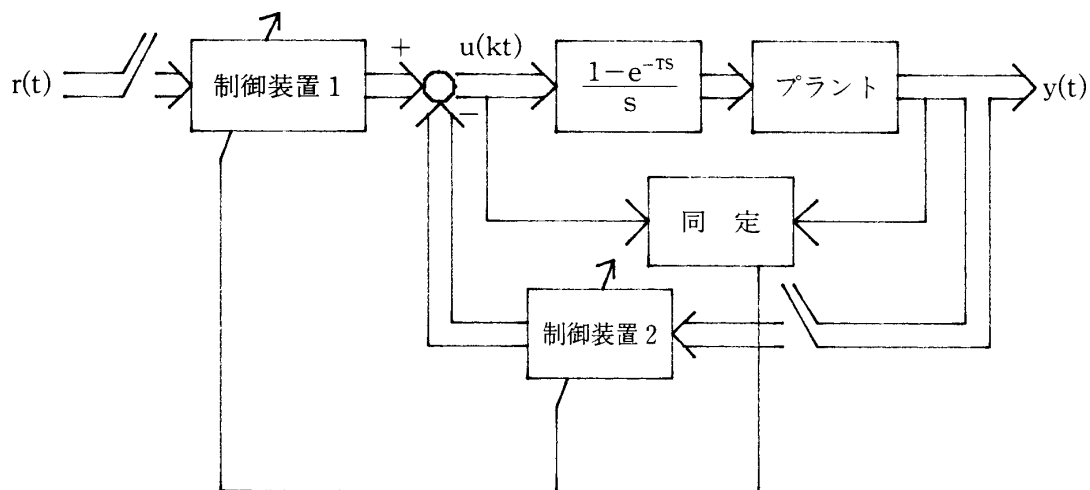 r(t)
制御装置1
+
−
u(kt)
1−e^−TS
s
プラント
y(t)
同 定
制御装置2